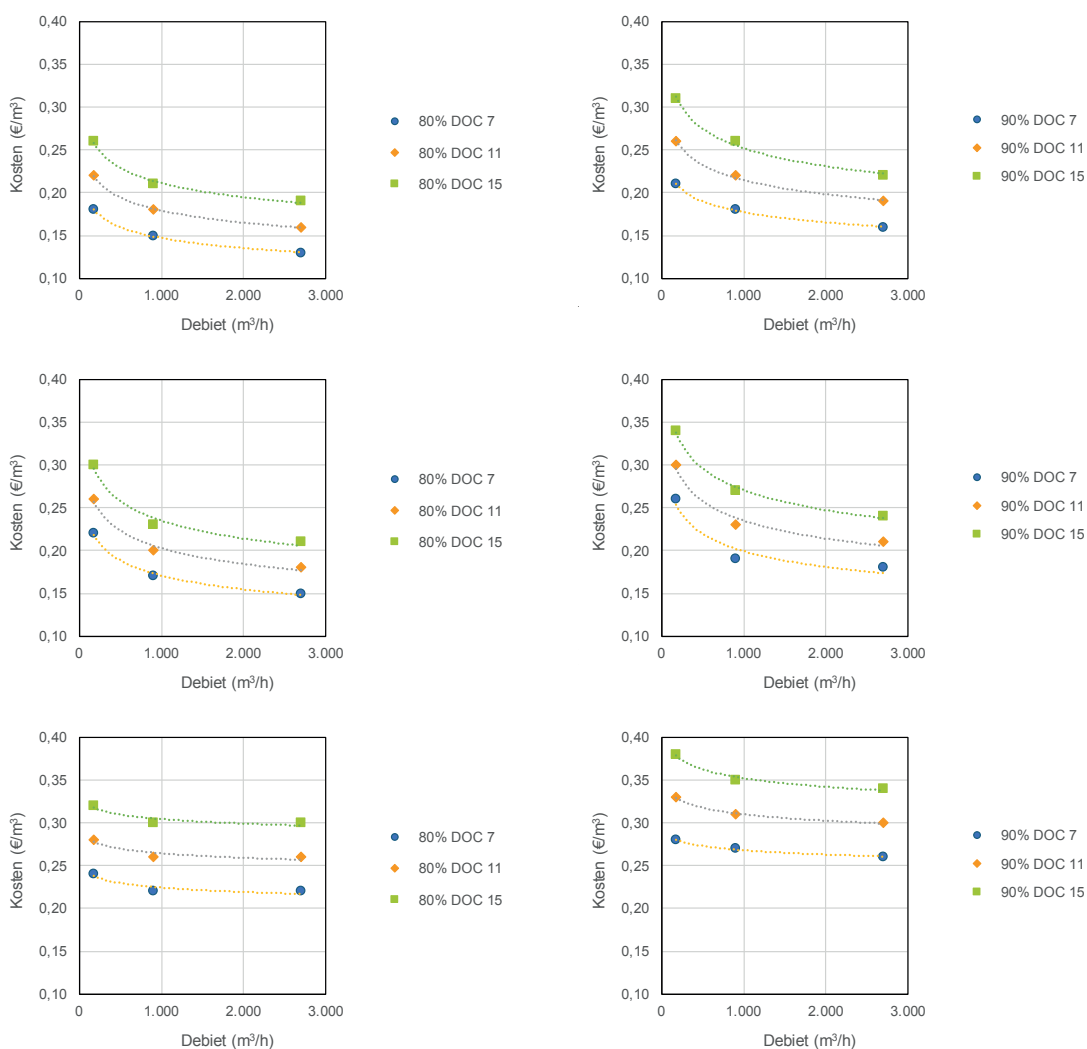 0,40
0,35
0,30
0,25
0,20
0,15
0,10
Kosten (€/m³)
0
1.000
2.000
3.000
Debiet (m³/h)
80% DOC 7
80% DOC 11
80% DOC 15
0,40
0,35
0,30
0,25
0,20
0,15
0,10
Kosten (€/m³)
0
1.000
2.000
3.000
Debiet (m³/h)
90% DOC 7
90% DOC 11
90% DOC 15
0,40
0,35
0,30
0,25
0,20
0,15
0,10
Kosten (€/m³)
0
1.000
2.000
3.000
Debiet (m³/h)
80% DOC 7
80% DOC 11
80% DOC 15
0,40
0,35
0,30
0,25
0,20
0,15
0,10
Kosten (€/m³)
0
1.000
2.000
3.000
Debiet (m³/h)
90% DOC 7
90% DOC 11
90% DOC 15
0,40
0,35
0,30
0,25
0,20
0,15
0,10
Kosten (€/m³)
0
1.000
2.000
3.000
Debiet (m³/h)
80% DOC 7
80% DOC 11
80% DOC 15
0,40
0,35
0,30
0,25
0,20
0,15
0,10
Kosten (€/m³)
0
1.000
2.000
3.000
Debiet (m³/h)
90% DOC 7
90% DOC 11
90% DOC 15